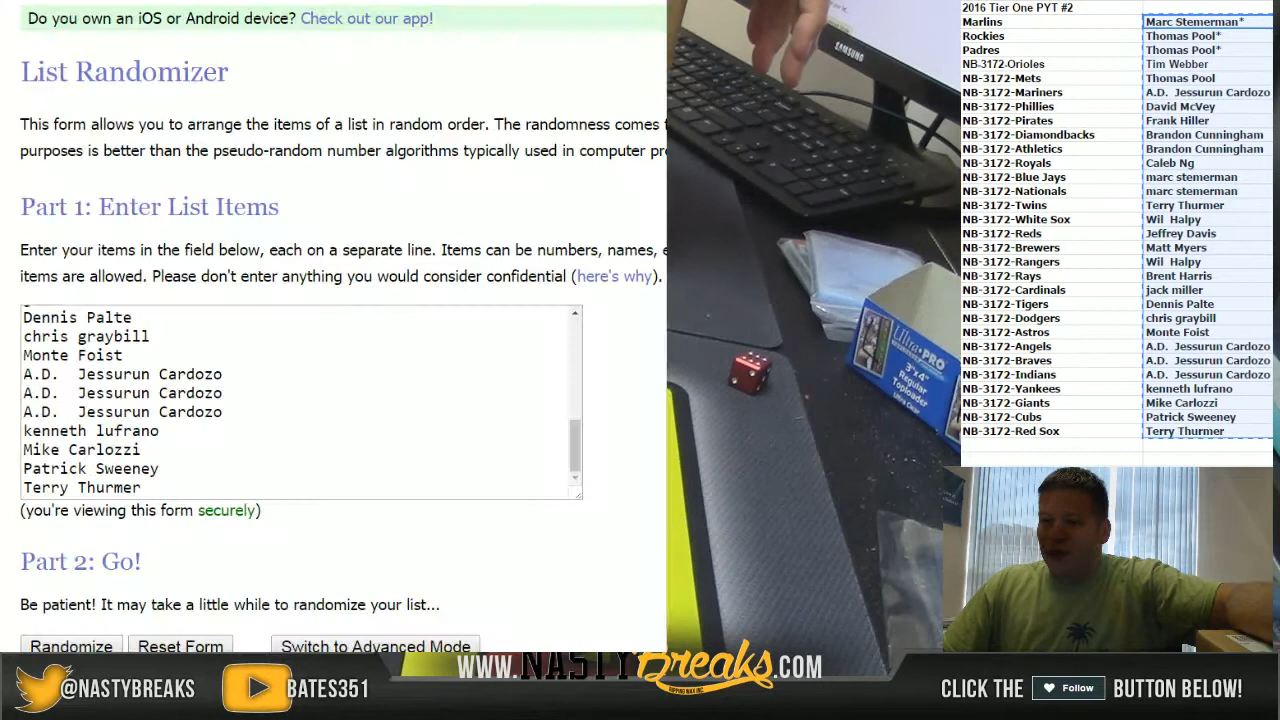 Do you own an iOS or Android device? Check out our app!
List Randomizer
This form allows you to arrange the items of a list in random order. The randomness comes f
purposes is better than the pseudo-random number algorithms typically used in computer pro
Part 1: Enter List Items
Enter your items in the field below, each on a separate line. Items can be numbers, names, e
items are allowed. Please don't enter anything you would consider confidential (here's why).
Dennis Palte
chris graybill
Monte Foist
A.D. Jessurun Cardozo
A.D. Jessurun Cardozo
A.D. Jessurun Cardozo
kenneth lufrano
Mike Carlozzi
Patrick Sweeney
Terry Thurmer
(you're viewing this form securely)
Part 2: Go!
Be patient! It may take a little while to randomize your list...
Randomize Reset Form Switch to Advanced Mode
SAMSUNG
Ultra PRO
3"x4"
Regular
Toploader
Ultra Clear
2016 Tier One PYT #2
Marlins Marc Stemerman*
Rockies Thomas Pool*
Padres Thomas Pool*
NB-3172-Orioles Tim Webber
NB-3172-Mets Thomas Pool
NB-3172-Mariners A.D. Jessurun Cardozo
NB-3172-Phillies David McVey
NB-3172-Pirates Frank Hiller
NB-3172-Diamondbacks Brandon Cunningham
NB-3172-Athletics Brandon Cunningham
NB-3172-Royals Caleb Ng
NB-3172-Blue Jays marc stemerman
NB-3172-Nationals marc stemerman
NB-3172-Twins Terry Thurmer
NB-3172-White Sox Wil Halpy
NB-3172-Reds Jeffrey Davis
NB-3172-Brewers Matt Myers
NB-3172-Rangers Wil Halpy
NB-3172-Rays Brent Harris
NB-3172-Cardinals jack miller
NB-3172-Tigers Dennis Palte
NB-3172-Dodgers chris graybill
NB-3172-Astros Monte Foist
NB-3172-Angels A.D. Jessurun Cardozo
NB-3172-Braves A.D. Jessurun Cardozo
NB-3172-Indians A.D. Jessurun Cardozo
NB-3172-Yankees kenneth lufrano
NB-3172-Giants Mike Carlozzi
NB-3172-Cubs Patrick Sweeney
NB-3172-Red Sox Terry Thurmer
@NASTYBREAKS
BATES351
WWW.NASTYBreaks.COM
RIPPING WAX INC.
CLICK THE Follow BUTTON BELOW!